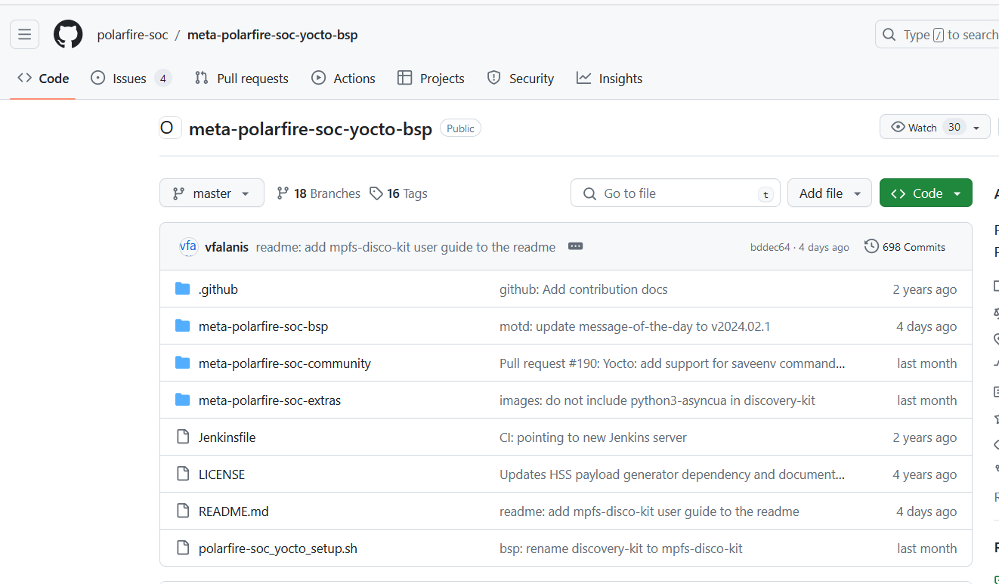 polarfire-soc / meta-polarfire-soc-yocto-bsp
Type / to search
Code Issues 4 Pull requests Actions Projects Security Insights
O meta-polarfire-soc-yocto-bsp Public
Watch 30
master 18 Branches 16 Tags Go to file t Add file Code
vfa vfalanis readme: add mpfs-disco-kit user guide to the readme bddec64 · 4 days ago 698 Commits
.github github: Add contribution docs 2 years ago
meta-polarfire-soc-bsp motd: update message-of-the-day to v2024.02.1 4 days ago
meta-polarfire-soc-community Pull request #190: Yocto: add support for saveenv command... last month
meta-polarfire-soc-extras images: do not include python3-asyncua in discovery-kit last month
Jenkinsfile CI: pointing to new Jenkins server 2 years ago
LICENSE Updates HSS payload generator dependency and document... 4 years ago
README.md readme: add mpfs-disco-kit user guide to the readme 4 days ago
polarfire-soc_yocto_setup.sh bsp: rename discovery-kit to mpfs-disco-kit last month